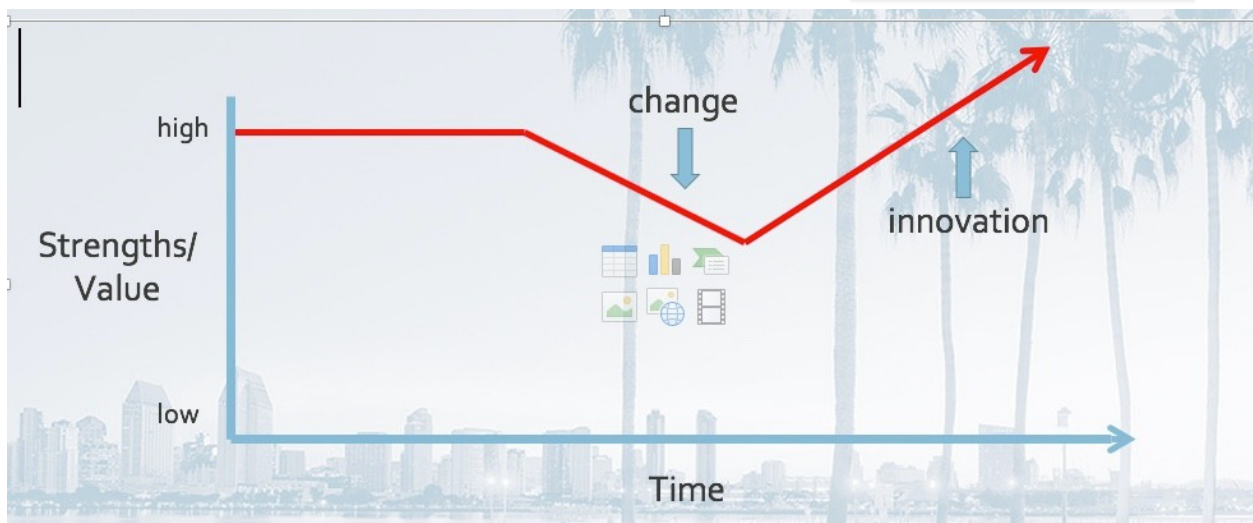 change
high
innovation
Strengths/
Value
low
Time